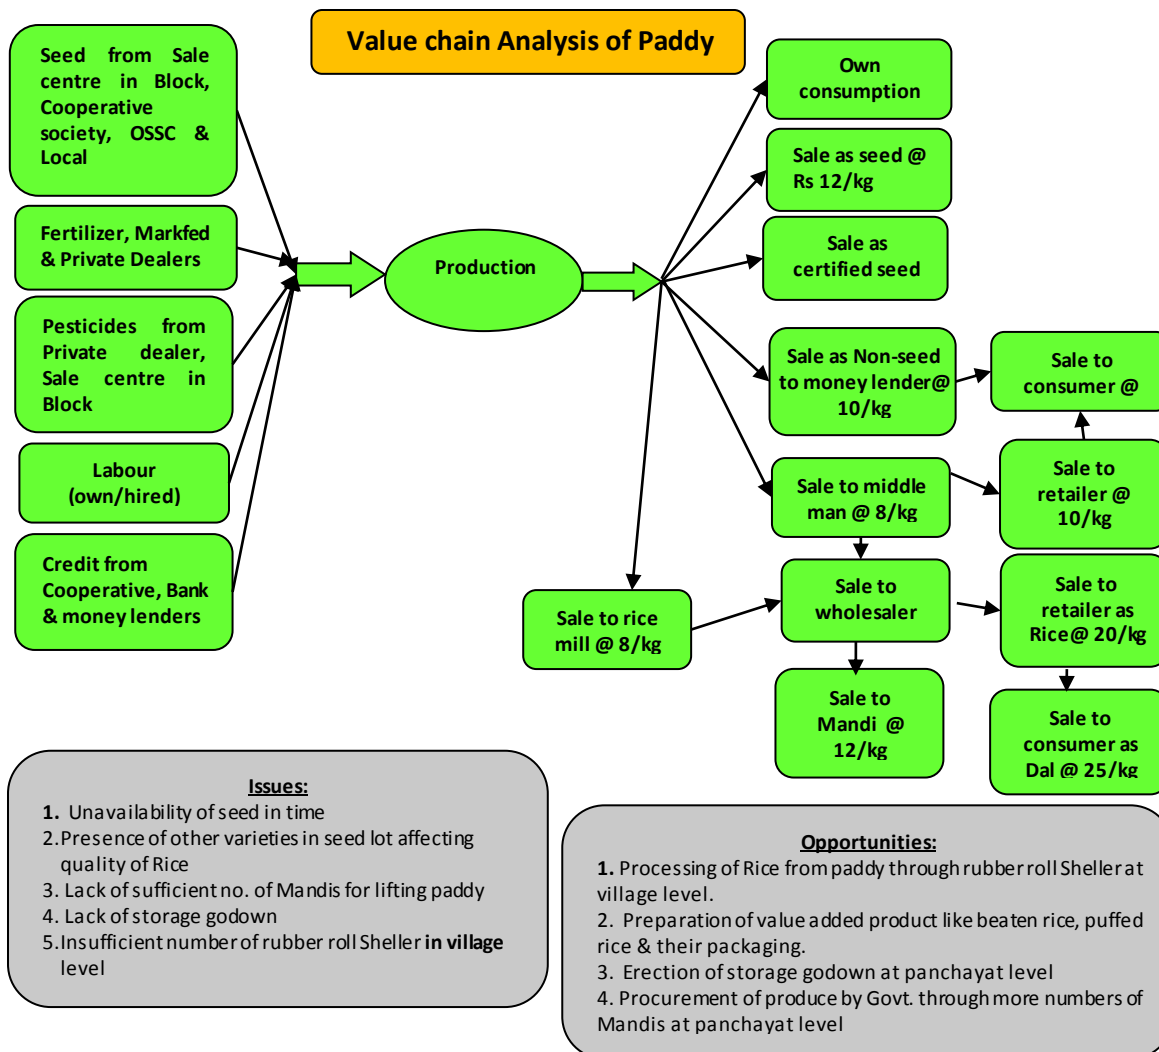 Value chain Analysis of Paddy
Seed from Sale
centre in Block,
Cooperative
society, OSSC &
Local
Fertilizer, Markfed
& Private Dealers
Pesticides from
Private dealer,
Sale centre in
Block
Labour
(own/hired)
Credit from
Cooperative, Bank
& money lenders
Production
Own
consumption
Sale as seed @
Rs 12/kg
Sale as
certified seed
Sale as Non-seed
to money lender@
10/kg
Sale to
consumer @
Sale to middle
man @ 8/kg
Sale to
retailer @
10/kg
Sale to rice
mill @ 8/kg
Sale to
wholesaler
Sale to
retailer as
Rice@ 20/kg
Sale to
Mandi @
12/kg
Sale to
consumer as
Dal @ 25/kg
Issues:
1. Unavailability of seed in time
2.Presence of other varieties in seed lot affecting
quality of Rice
3. Lack of sufficient no. of Mandis for lifting paddy
4. Lack of storage godown
5.Insufficient number of rubber roll Sheller in village
level
Opportunities:
1. Processing of Rice from paddy through rubber roll Sheller at
village level.
2. Preparation of value added product like beaten rice, puffed
rice & their packaging.
3. Erection of storage godown at panchayat level
4. Procurement of produce by Govt. through more numbers of
Mandis at panchayat level